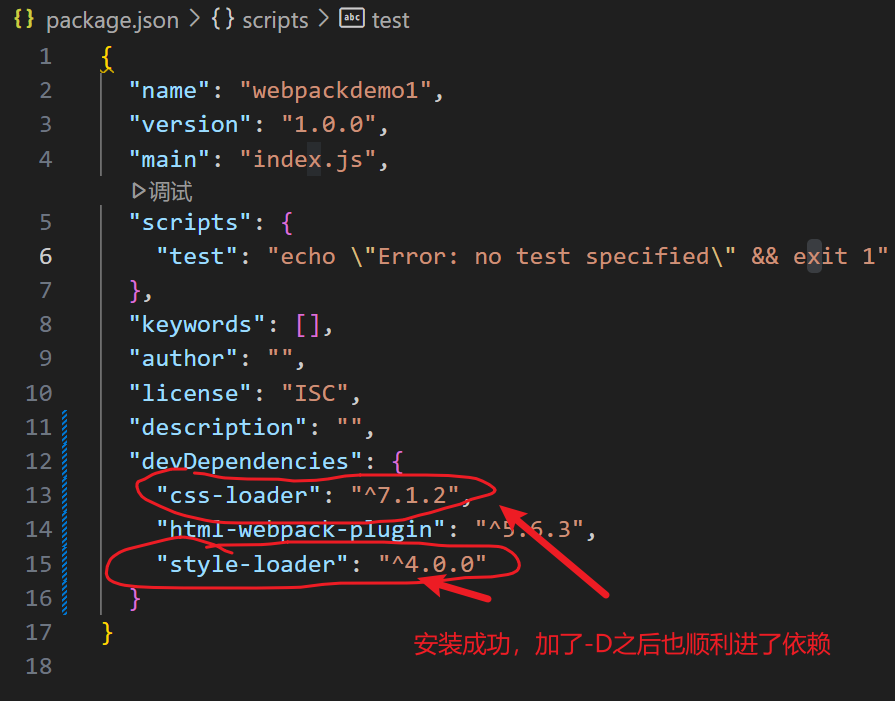 package.json > {} scripts > abc test
1 {
2 "name": "webpackdemo1",
3 "version": "1.0.0",
4 "main": "index.js",
调试
5 "scripts": {
6 "test": "echo \"Error: no test specified\" && exit 1"
7 },
8 "keywords": [],
9 "author": "",
10 "license": "ISC",
11 "description": "",
12 "devDependencies": {
13 "css-loader": "^7.1.2",
14 "html-webpack-plugin": "^5.6.3",
15 "style-loader": "^4.0.0"
16 }
17 }
18
安装成功，加了-D之后也顺利进了依赖